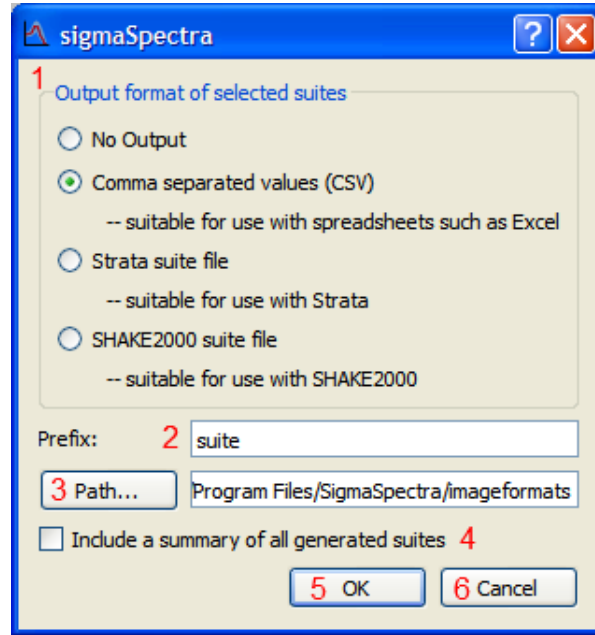 sigmaSpectra
1
Output format of selected suites
No Output
Comma separated values (CSV)
-- suitable for use with spreadsheets such as Excel
Strata suite file
-- suitable for use with Strata
SHAKE2000 suite file
-- suitable for use with SHAKE2000
Prefix: 2 suite
3 Path... Program Files/SigmaSpectra/imageformats
Include a summary of all generated suites 4
5 OK 6 Cancel